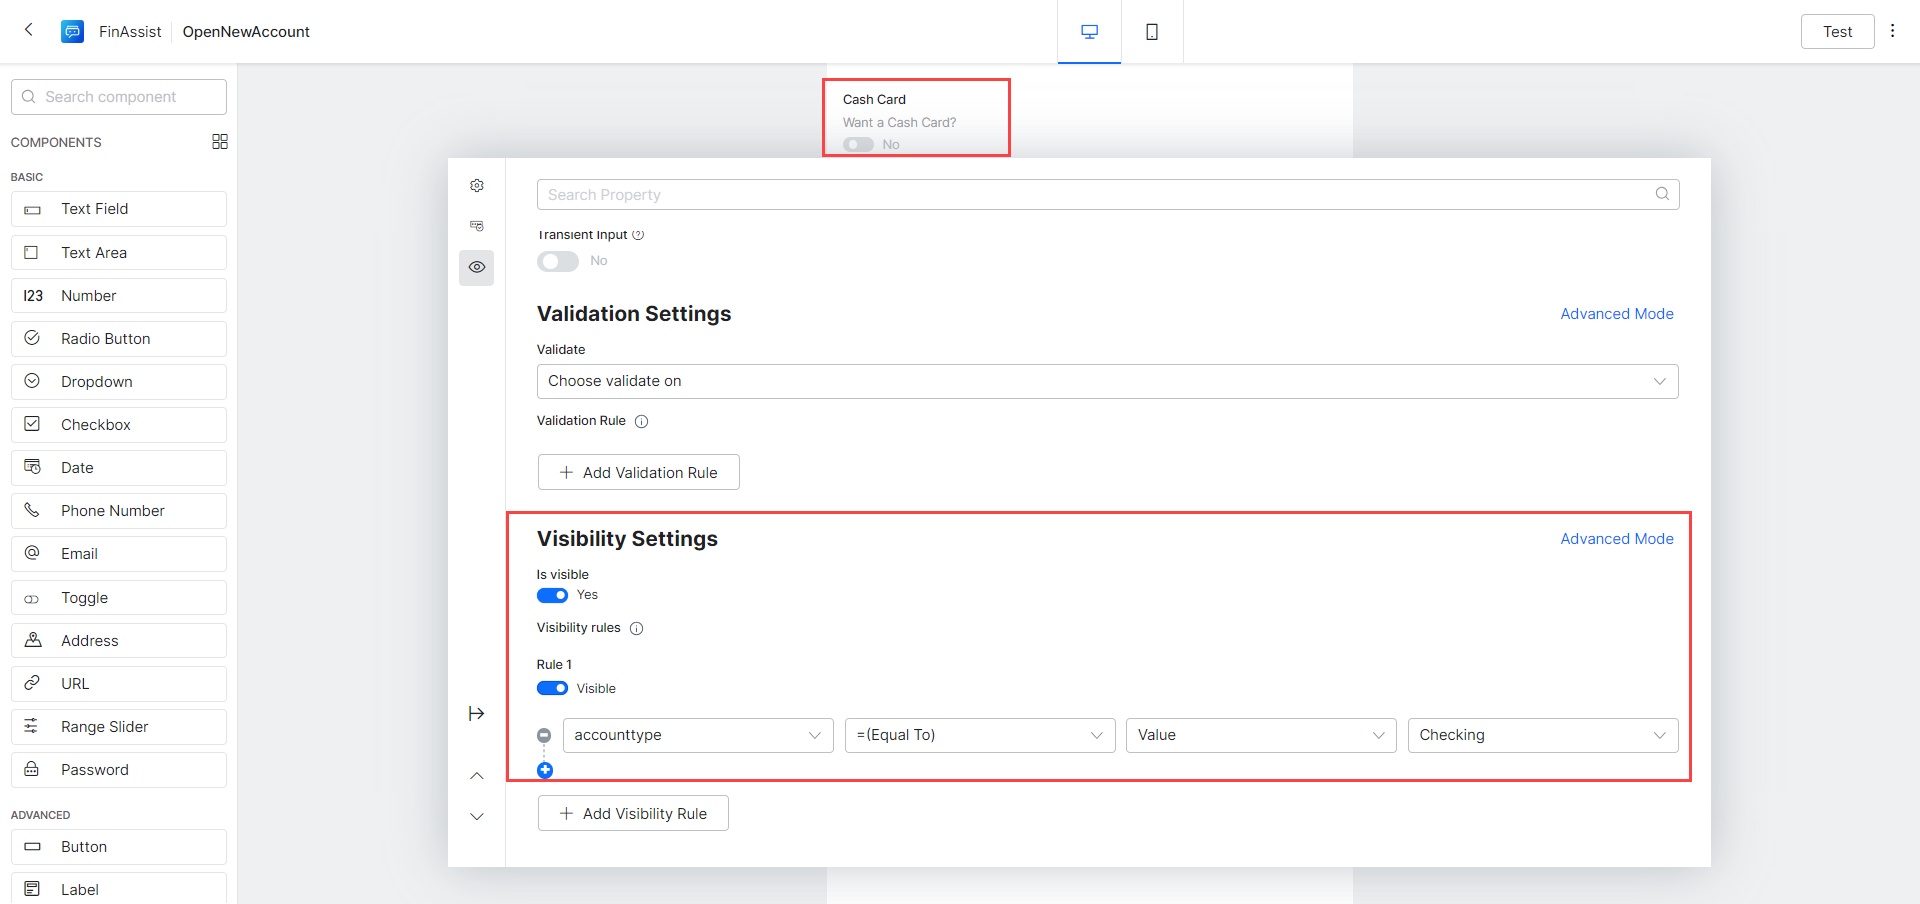 FinAssist OpenNewAccount
Test
Search component
COMPONENTS
BASIC
Text Field
Text Area
123 Number
Radio Button
Dropdown
Checkbox
Date
Phone Number
Email
Toggle
Address
URL
Range Slider
Password
ADVANCED
Button
Label
Cash Card
Want a Cash Card?
No
Search Property
Transient Input
No
Validation Settings Advanced Mode
Validate
Choose validate on
Validation Rule
Add Validation Rule
Visibility Settings Advanced Mode
Is visible
Yes
Visibility rules
Rule 1
Visible
accounttype =(Equal To) Value Checking
Add Visibility Rule